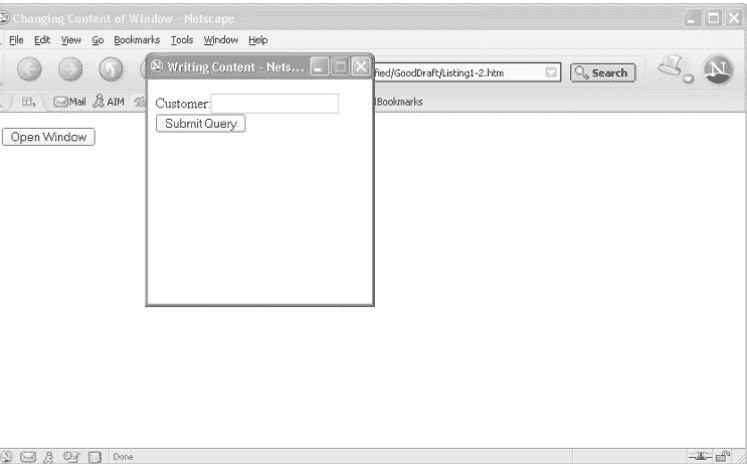 Changing Content of Window - Netscape
File Edit View Go Bookmarks Tools Window Help
Writing Content - Nets...
fied/GoodDraft/Listing1-2.htm
Search
N
Mail AIM
Bookmarks
Customer:
Submit Query
Open Window
Done